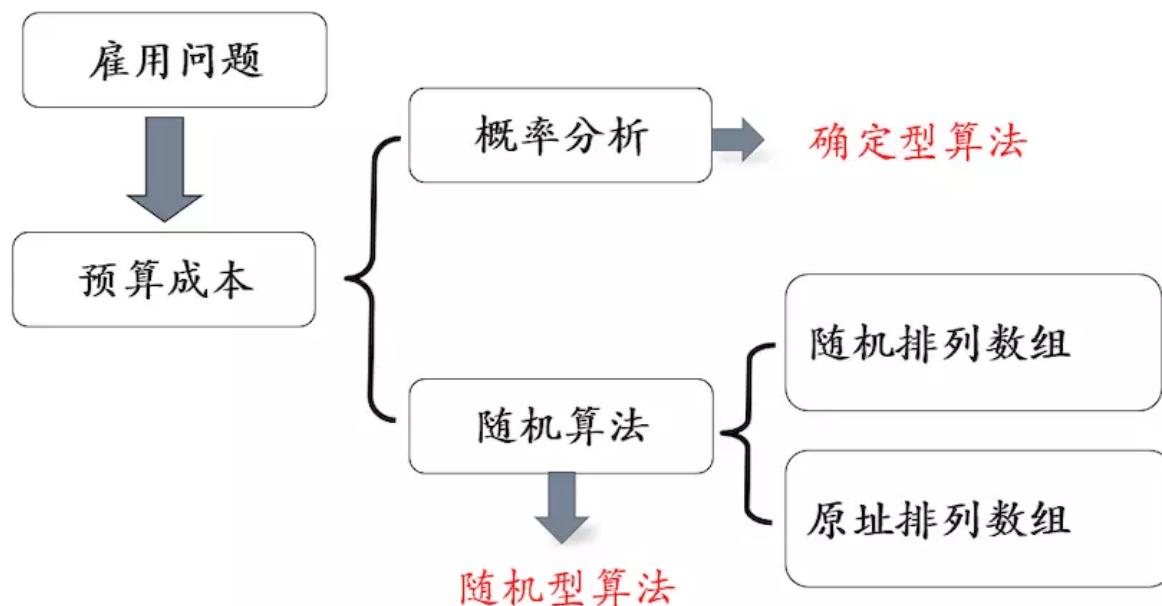 雇用问题
概率分析
确定型算法
预算成本
随机排列数组
随机算法
原址排列数组
随机型算法